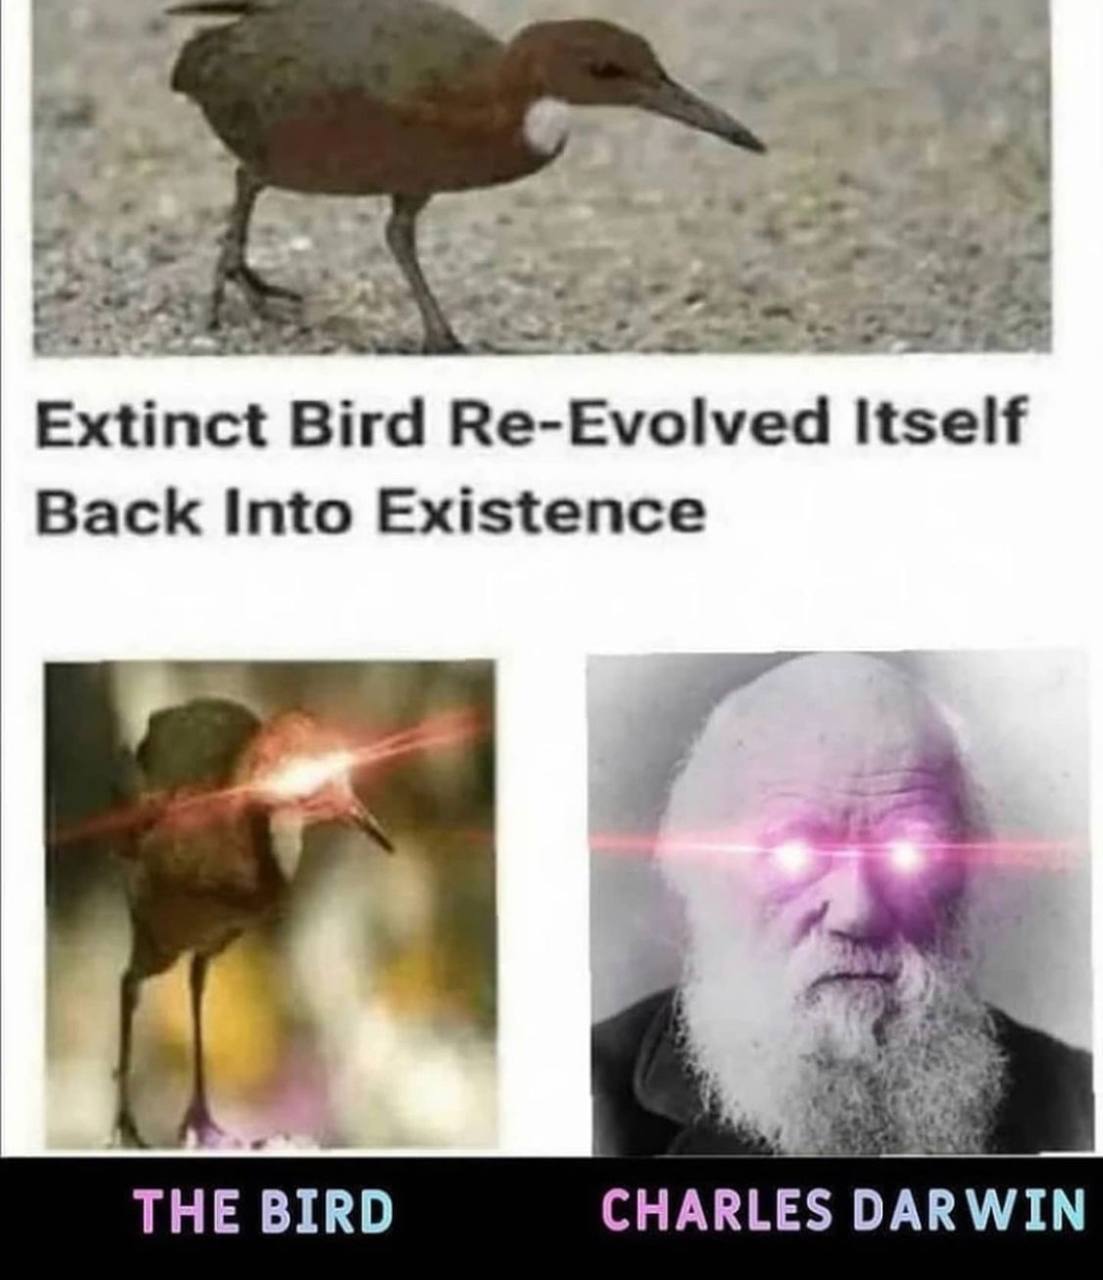 Extinct Bird Re-Evolved Itself
Back Into Existence
THE BIRD
CHARLES DARWIN